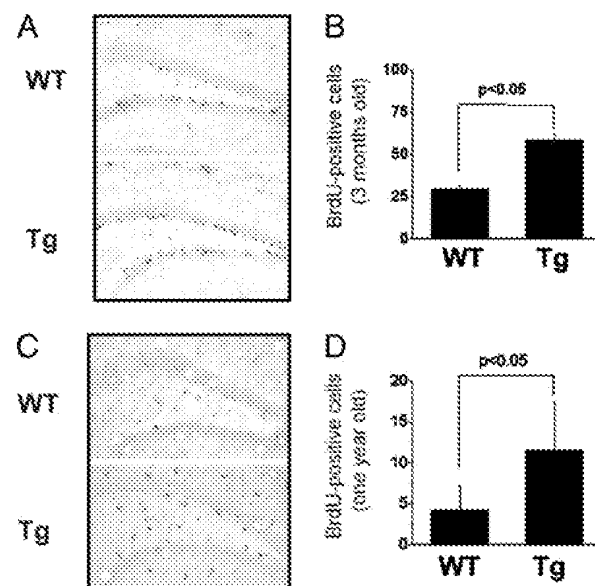 A
WT
Tg
B
BrdU-positive cells
(3 months old)
100
75
50
25
0
p<0.05
WT Tg
C
WT
Tg
D
BrdU-positive cells
(one year old)
20
15
10
5
0
p<0.05
WT Tg